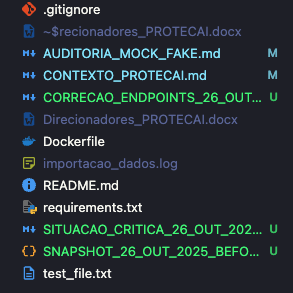 .gitignore
~$recionadores_PROTECAI.docx
AUDITORIA_MOCK_FAKE.md M
CONTEXTO_PROTECAI.md M
CORRECAO_ENDPOINTS_26_OUT... U
Direcionadores_PROTECAI.docx
Dockerfile
importacao_dados.log
README.md
requirements.txt
SITUACAO_CRITICA_26_OUT_202... U
SNAPSHOT_26_OUT_2025_BEFO... U
test_file.txt